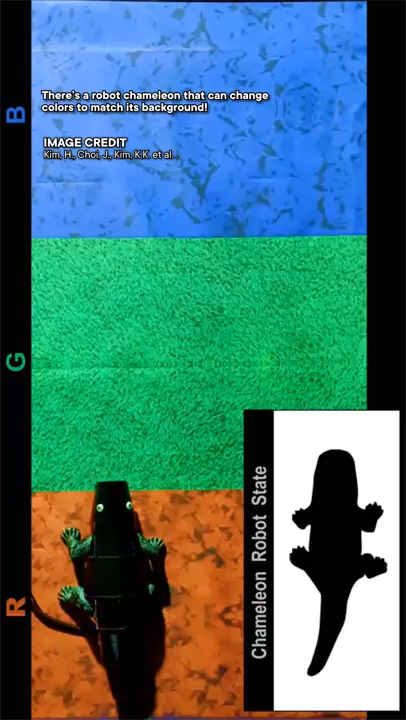 B
There's a robot chameleon that can change
colors to match its background!
IMAGE CREDIT
Kim, H., Choi, J., Kim, K.K. et al.
G
R
Chameleon Robot State